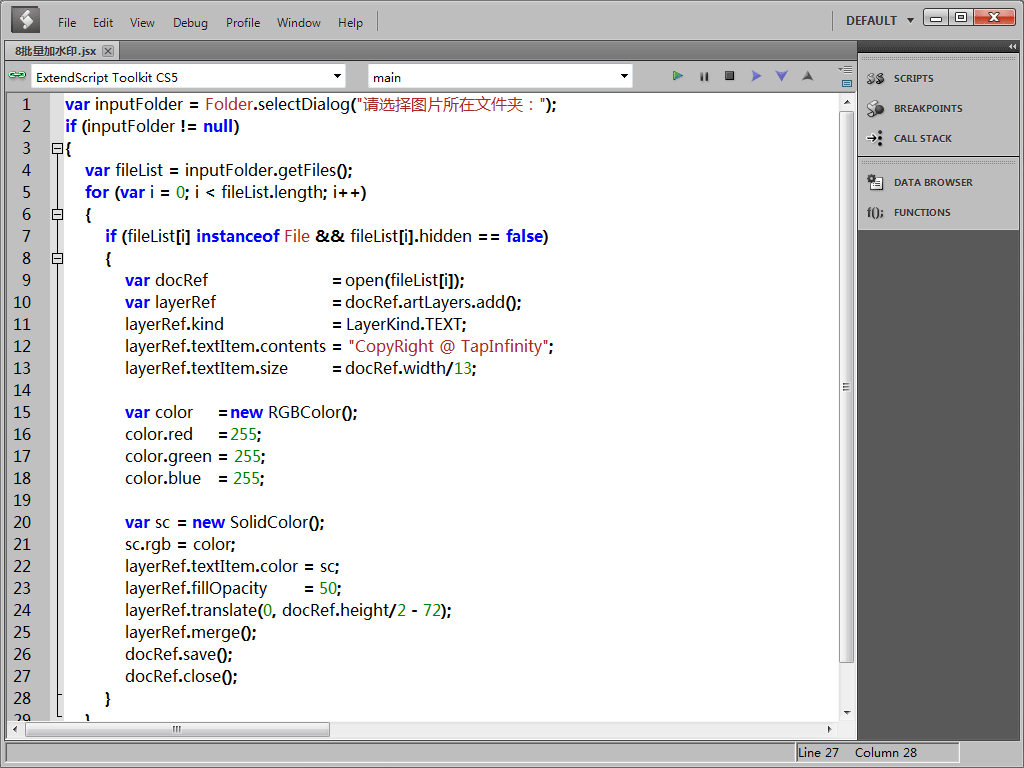 File Edit View Debug Profile Window Help DEFAULT
8批量加水印.jsx
ExtendScript Toolkit CS5 main
1 var inputFolder = Folder.selectDialog("请选择图片所在文件夹：");
2 if (inputFolder != null)
3 {
4 var fileList = inputFolder.getFiles();
5 for (var i = 0; i < fileList.length; i++)
6 {
7 if (fileList[i] instanceof File && fileList[i].hidden == false)
8 {
9 var docRef = open(fileList[i]);
10 var layerRef = docRef.artLayers.add();
11 layerRef.kind = LayerKind.TEXT;
12 layerRef.textItem.contents = "CopyRight @ TapInfinity";
13 layerRef.textItem.size = docRef.width/13;
14
15 var color = new RGBColor();
16 color.red = 255;
17 color.green = 255;
18 color.blue = 255;
19
20 var sc = new SolidColor();
21 sc.rgb = color;
22 layerRef.textItem.color = sc;
23 layerRef.fillOpacity = 50;
24 layerRef.translate(0, docRef.height/2 - 72);
25 layerRef.merge();
26 docRef.save();
27 docRef.close();
28 }
29 }
SCRIPTS
BREAKPOINTS
CALL STACK
DATA BROWSER
f(); FUNCTIONS
Line 27 Column 28